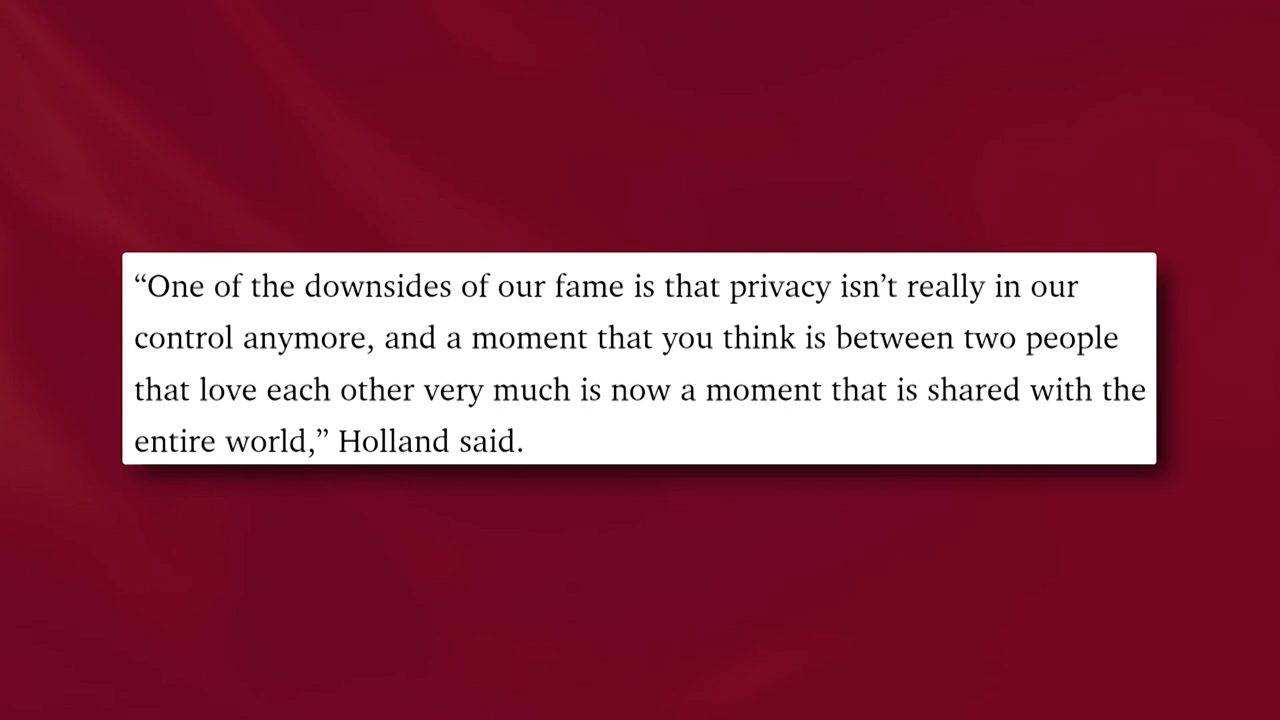 “One of the downsides of our fame is that privacy isn’t really in our
control anymore, and a moment that you think is between two people
that love each other very much is now a moment that is shared with the
entire world,” Holland said.